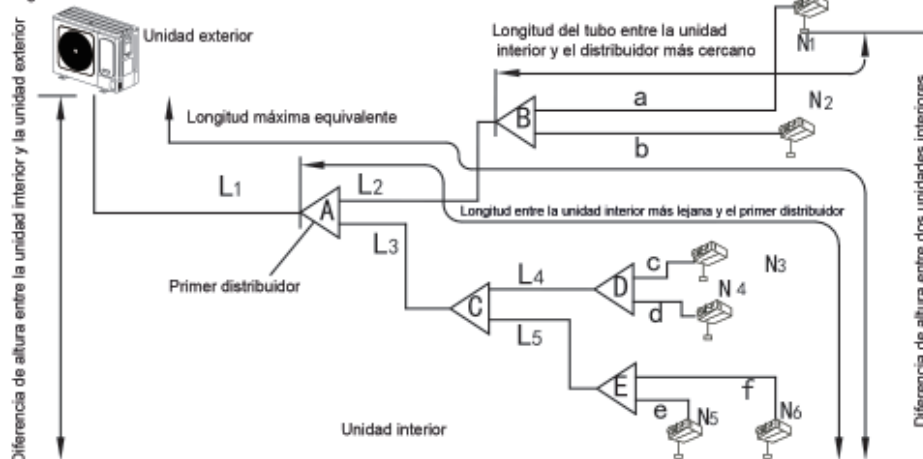 Unidad exterior
Diferencia de altura entre la unidad interior y la unidad exterior
Longitud del tubo entre la unidad
interior y el distribuidor más cercano
N1
a
N2
B
b
Longitud máxima equivalente
L1
L2
A
Longitud entre la unidad interior más lejana y el primer distribuidor
L3
Primer distribuidor
c
N3
L4
D
N 4
C
d
L5
E
f
e
N5
N6
Unidad interior
Diferencia de altura entre dos unidades interiores